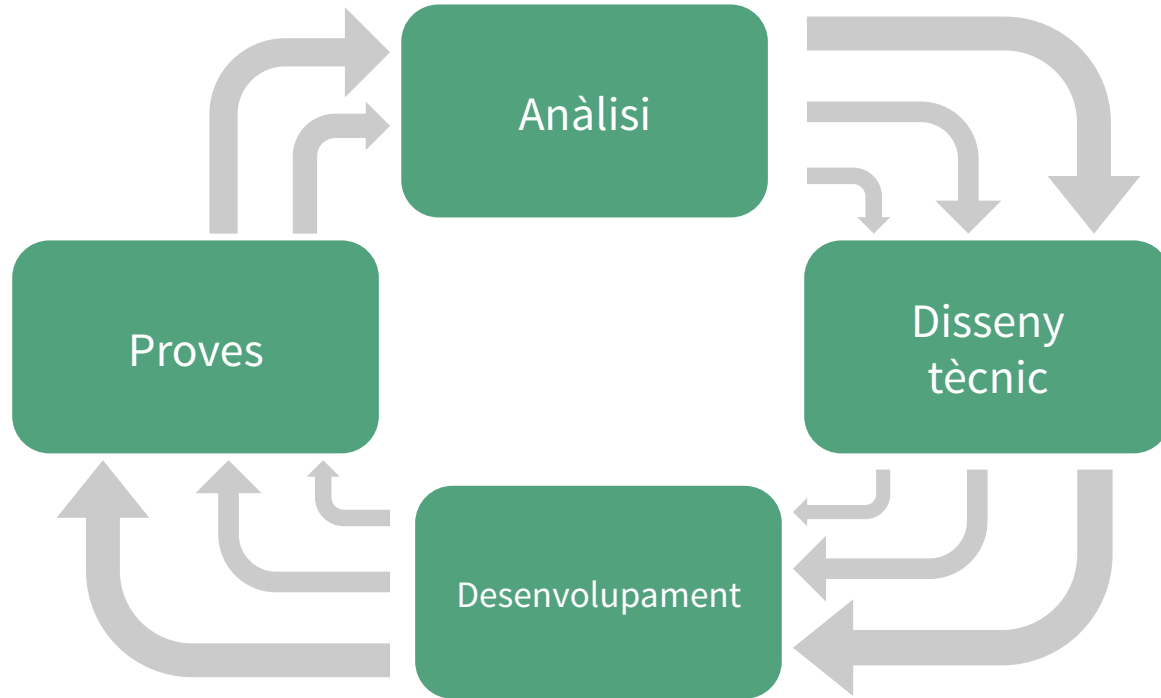 Anàlisi
Proves
Disseny
tècnic
Desenvolupament